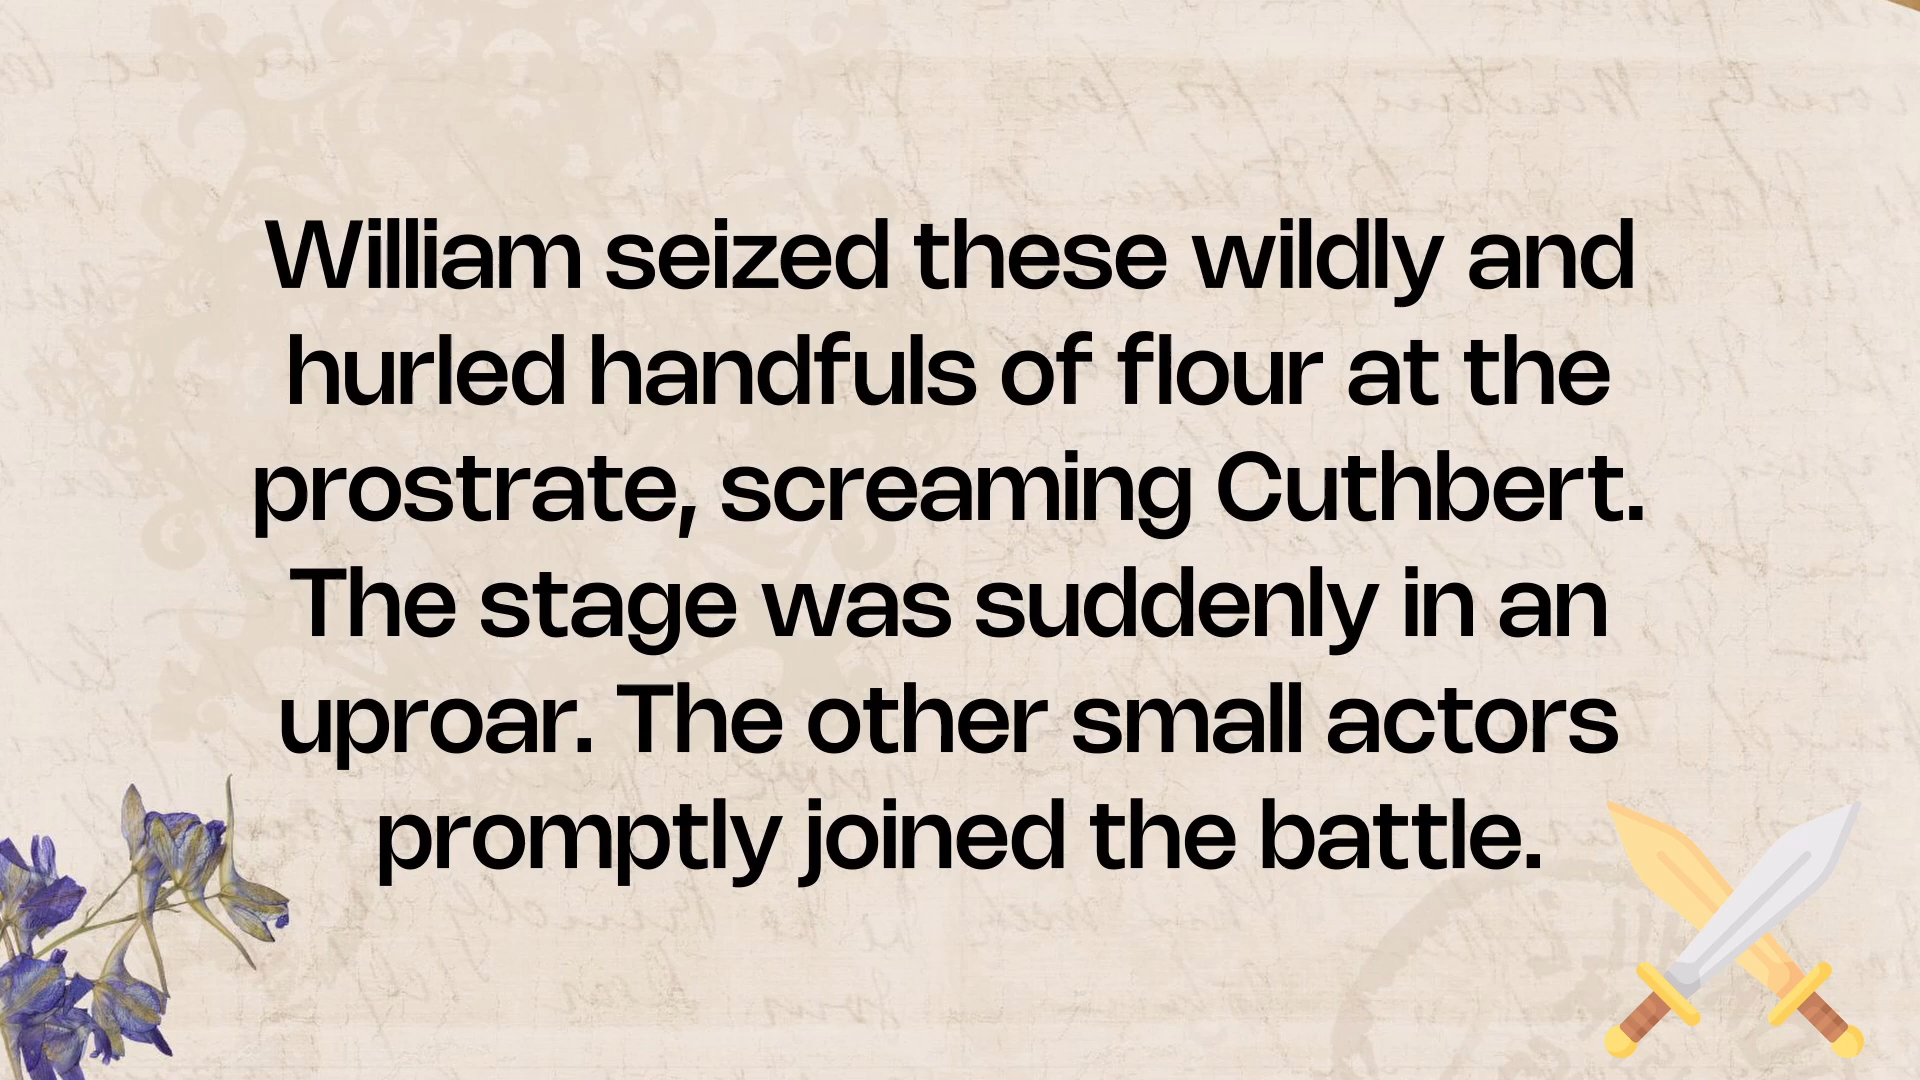 William seized these wildly and
hurled handfuls of flour at the
prostrate, screaming Cuthbert.
The stage was suddenly in an
uproar. The other small actors
promptly joined the battle.